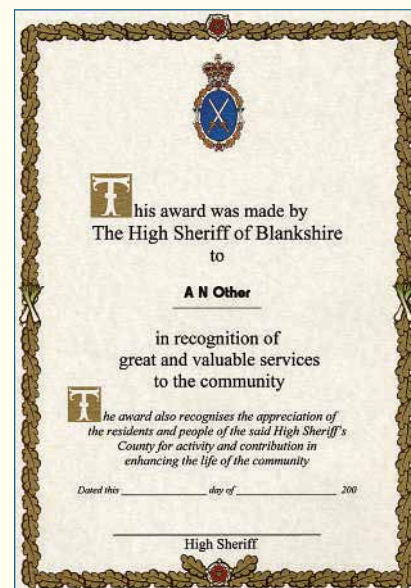 This award was made by
The High Sheriff of Blankshire
to
A N Other
in recognition of
great and valuable services
to the community
The award also recognises the appreciation of
the residents and people of the said High Sheriff's
County for activity and contribution in
enhancing the life of the community
Dated this ____________ day of ____________ 200
High Sheriff